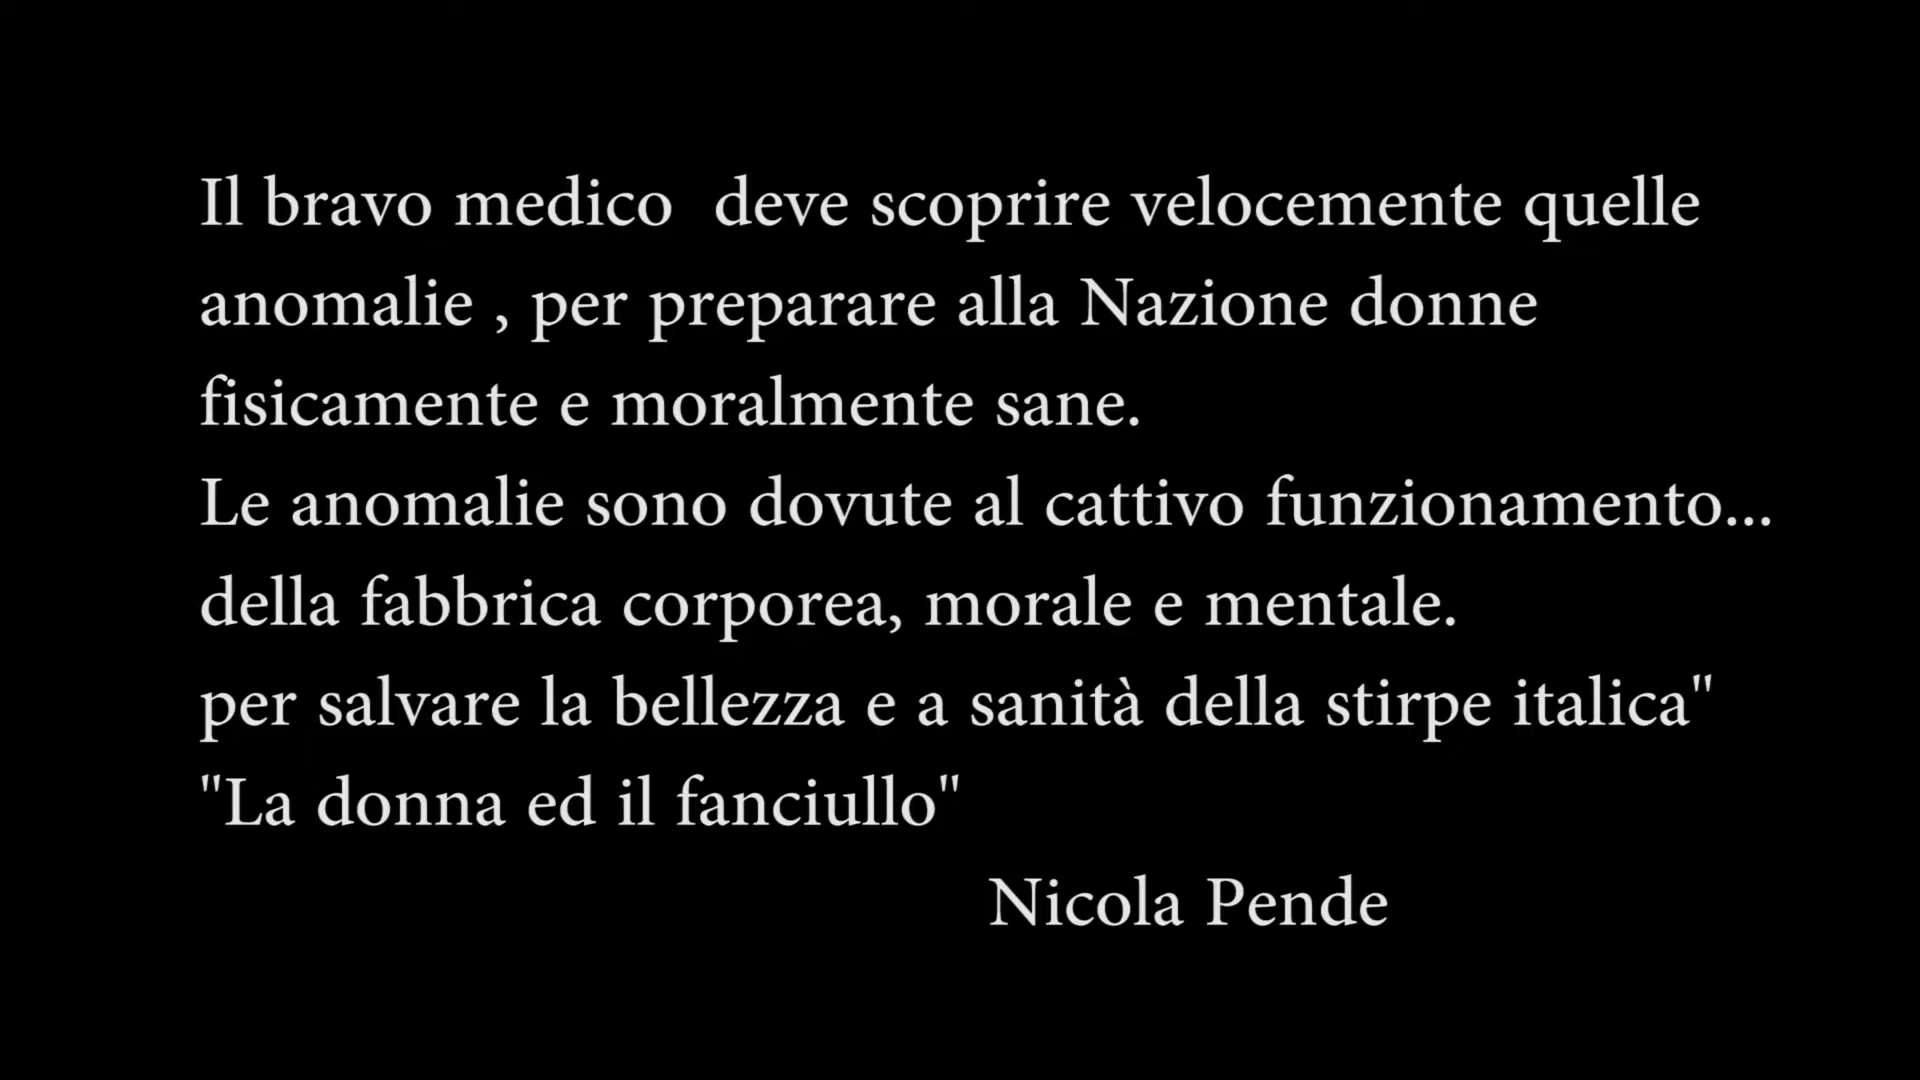 Il bravo medico  deve scoprire velocemente quelle
anomalie , per preparare alla Nazione donne
fisicamente e moralmente sane.
Le anomalie sono dovute al cattivo funzionamento...
della fabbrica corporea, morale e mentale.
per salvare la bellezza e a sanità della stirpe italica"
"La donna ed il fanciullo"
Nicola Pende